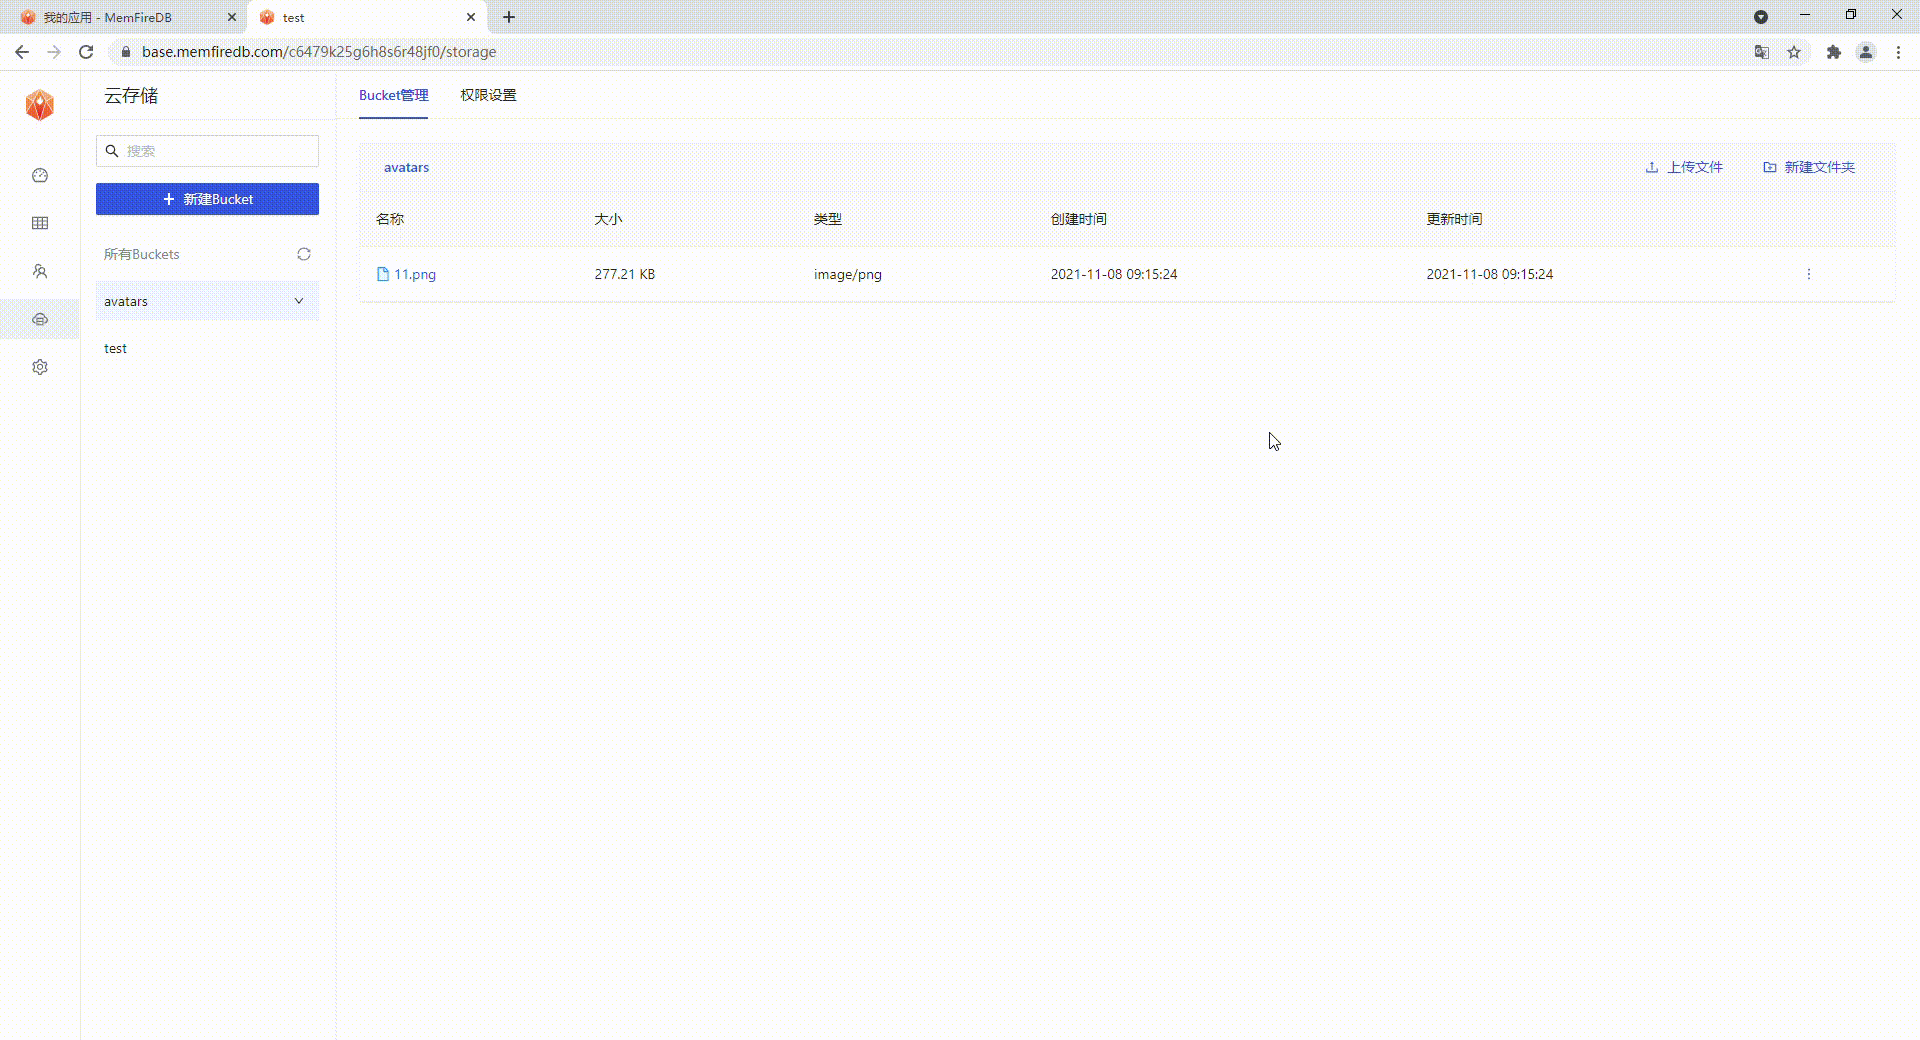 我的应用 - MemFireDB
test
base.memfiredb.com/c6479k25g6h8s6r48jf0/storage
云存储
Bucket管理 权限设置
搜索
avatars 上传文件 新建文件夹
新建Bucket
名称 大小 类型 创建时间 更新时间
所有Buckets
11.png 277.21 KB image/png 2021-11-08 09:15:24 2021-11-08 09:15:24
avatars
test